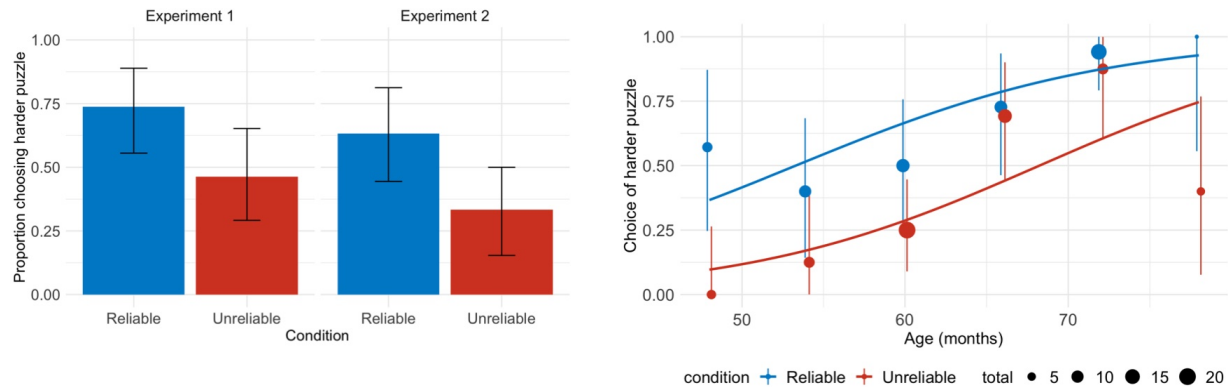 Experiment 1
Experiment 2
Proportion choosing harder puzzle
1.00
0.75
0.50
0.25
0.00
Reliable
Unreliable
Reliable
Unreliable
Condition
Choice of harder puzzle
1.00
0.75
0.50
0.25
0.00
50
60
70
Age (months)
condition Reliable Unreliable total 5 10 15 20